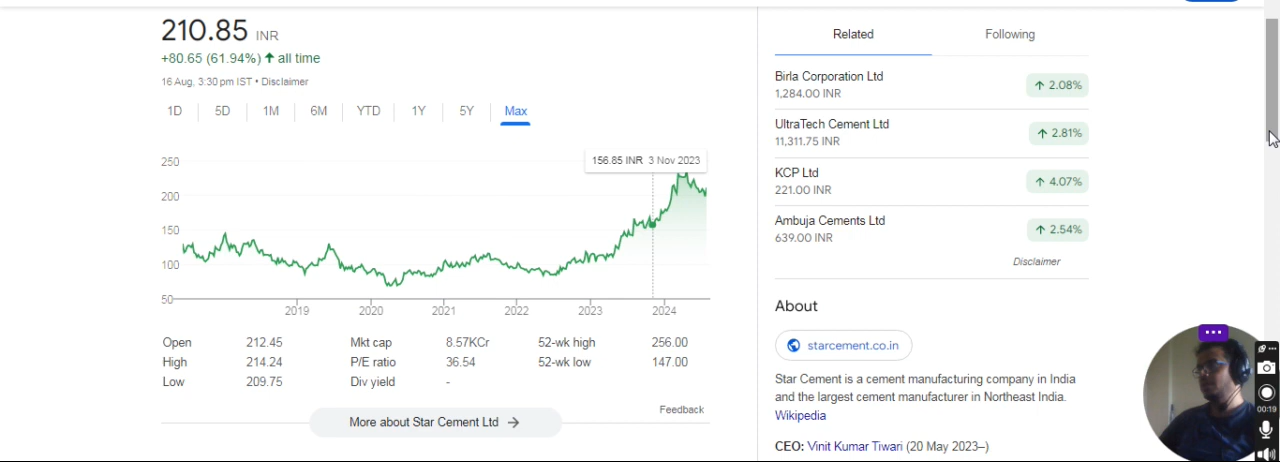 210.85 INR
+80.65 (61.94%) ↑ all time
16 Aug, 3:30 pm IST • Disclaimer
1D 5D 1M 6M YTD 1Y 5Y Max
156.85 INR 3 Nov 2023
250
200
150
100
50
2019 2020 2021 2022 2023 2024
Open 212.45 Mkt cap 8.57KCr 52-wk high 256.00
High 214.24 P/E ratio 36.54 52-wk low 147.00
Low 209.75 Div yield -
Feedback
More about Star Cement Ltd →
Related Following
Birla Corporation Ltd
1,284.00 INR
↑ 2.08%
UltraTech Cement Ltd
11,311.75 INR
↑ 2.81%
KCP Ltd
221.00 INR
↑ 4.07%
Ambuja Cements Ltd
639.00 INR
↑ 2.54%
Disclaimer
About
starcement.co.in
Star Cement is a cement manufacturing company in India
and the largest cement manufacturer in Northeast India.
Wikipedia
CEO: Vinit Kumar Tiwari (20 May 2023–)
00:19